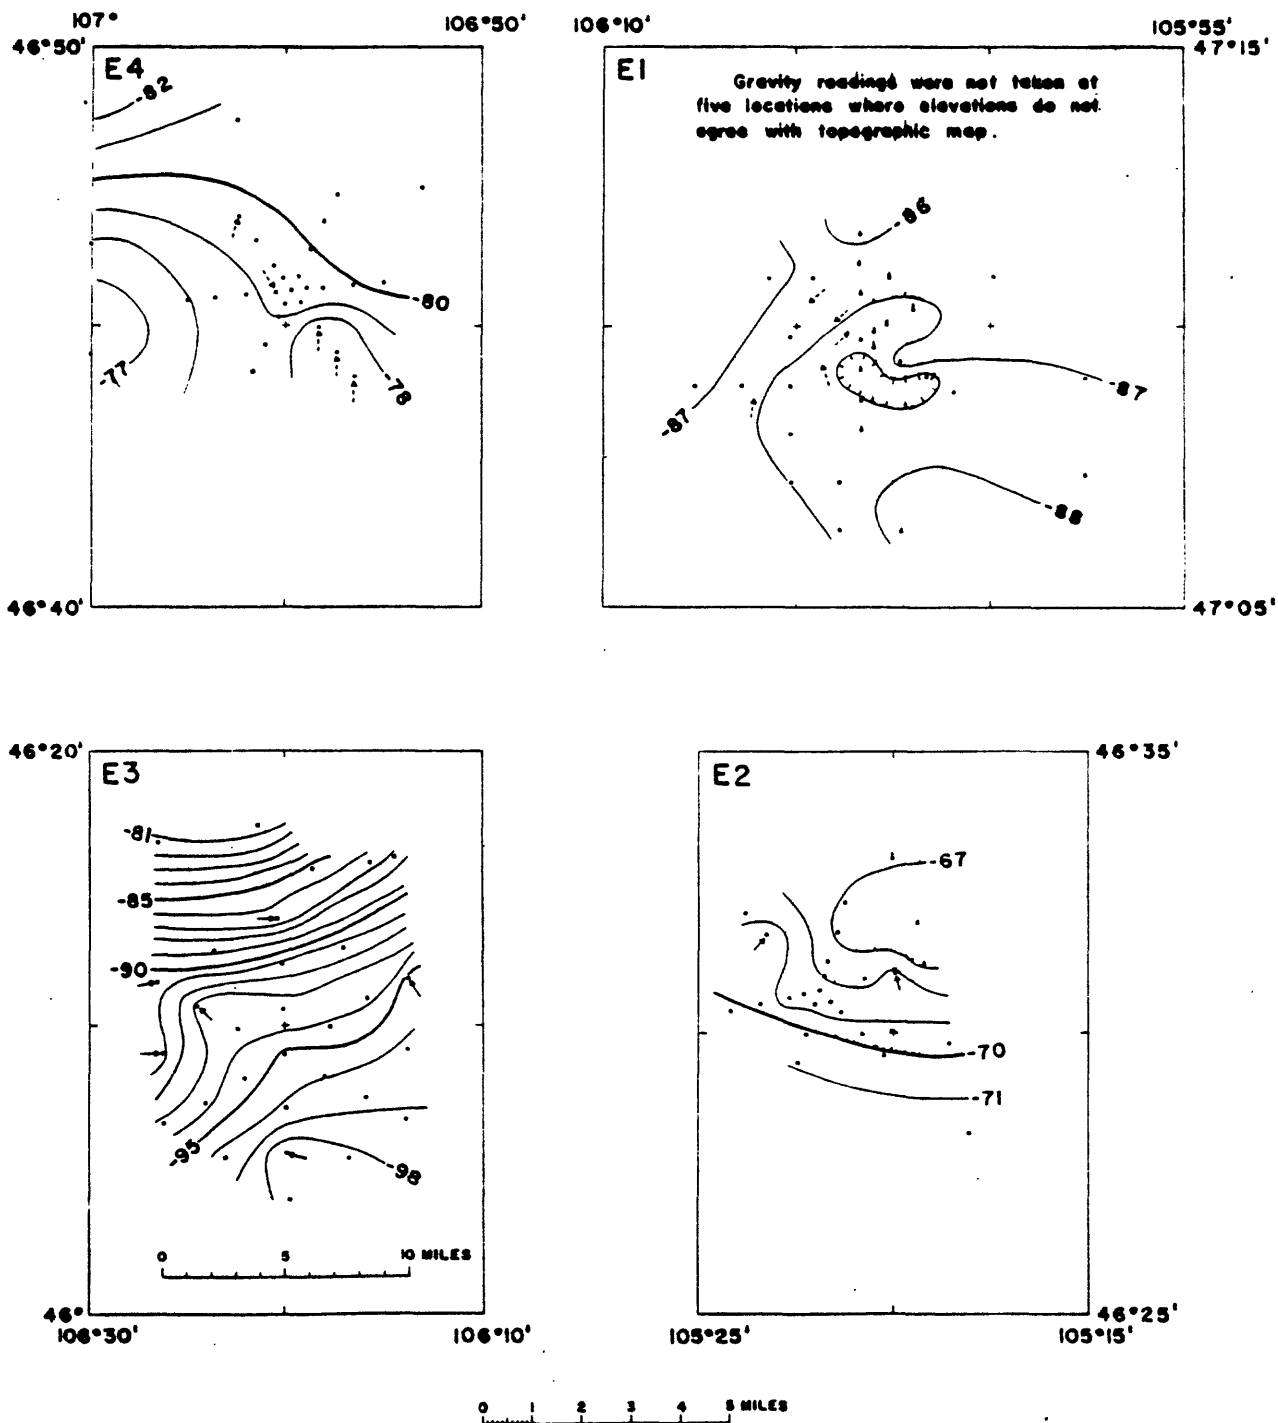 107° 106°50' 106°10' 105°55'
46°50' 47°15'
E4
E1
Gravity readings were not taken at
five locations where elevations do not
agree with topographic map.
-82
-86
-80
-77
-78
-87
-87
-88
46°40' 47°05'
46°20' 46°35'
E3
E2
-81
-67
-85
-90
-70
-71
-95
-98
0 5 10 MILES
46° 46°25'
106°30' 106°10' 105°25' 105°15'
0 1 2 3 4 5 MILES